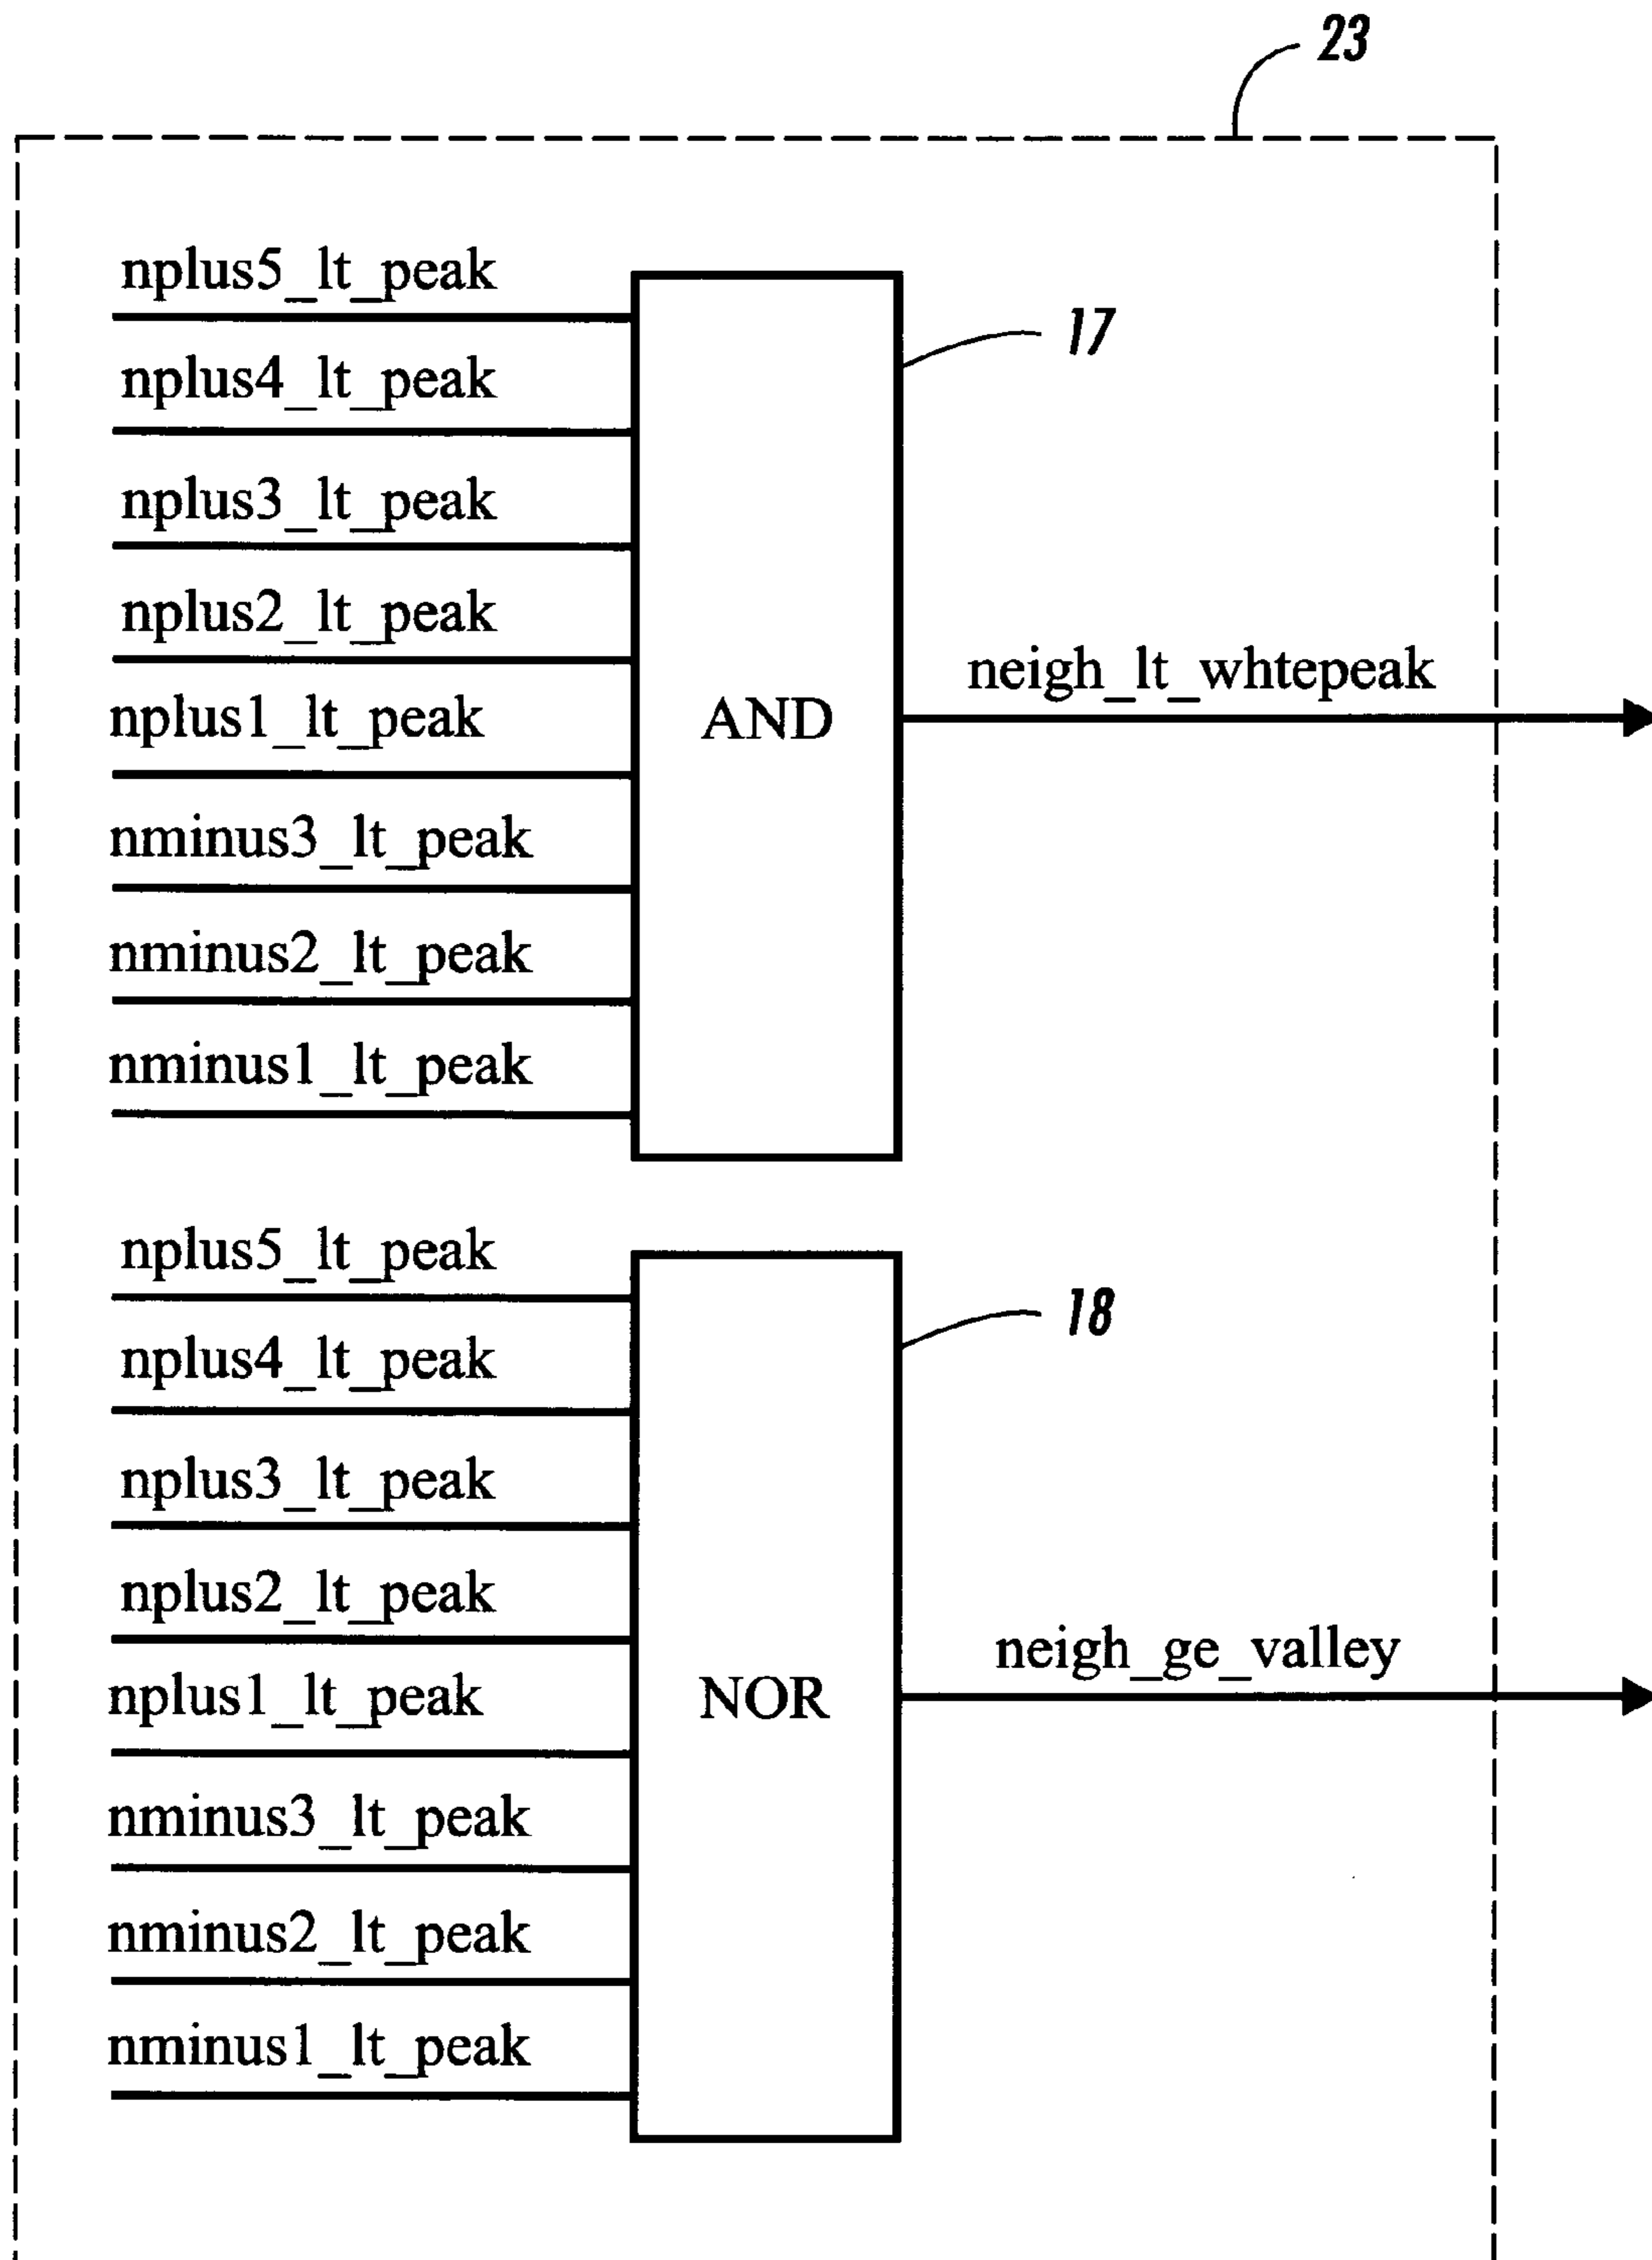 23
nplus5_lt_peak
17
nplus4_lt_peak
nplus3_lt_peak
nplus2_lt_peak
neigh_lt_whtepeak
nplus1_lt_peak
AND
nminus3_lt_peak
nminus2_lt_peak
nminus1_lt_peak
nplus5_lt_peak
18
nplus4_lt_peak
nplus3_lt_peak
nplus2_lt_peak
neigh_ge_valley
nplus1_lt_peak
NOR
nminus3_lt_peak
nminus2_lt_peak
nminus1_lt_peak